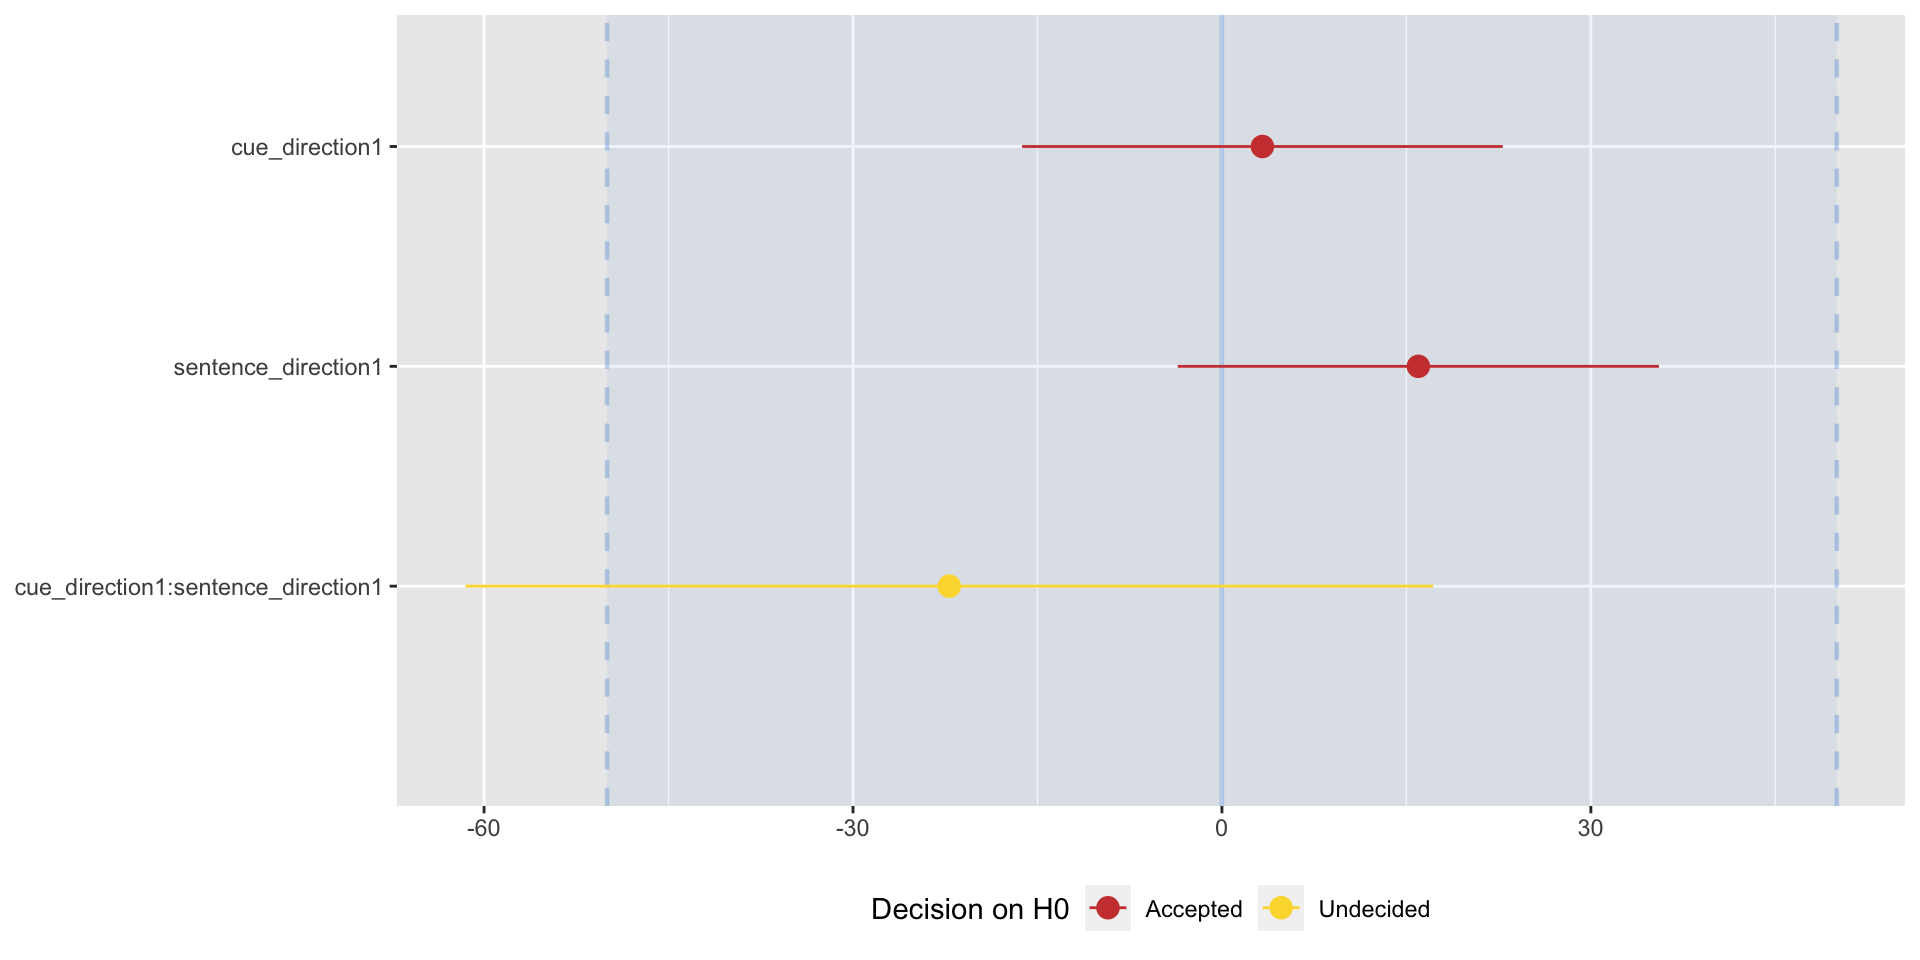 cue_direction1
sentence_direction1
cue_direction1:sentence_direction1
-60 -30 0 30
Decision on H0 Accepted Undecided